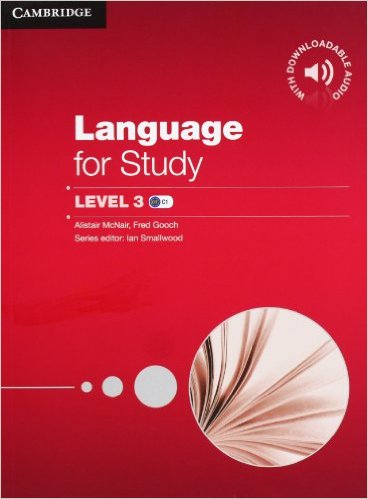 CAMBRIDGE
WITH DOWNLOADABLE AUDIO
Language
for Study
LEVEL 3 C1
Alistair McNair, Fred Gooch
Series editor: Ian Smallwood